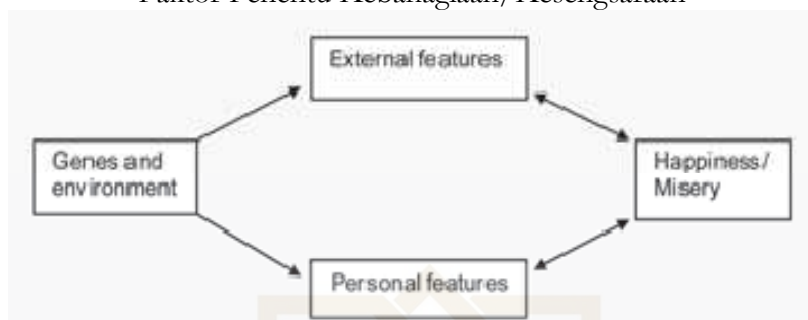 Faktor Penentu Kebahagiaan/Kesengsaraan
External features
Genes and
environment
Happiness/
Misery
Personal features